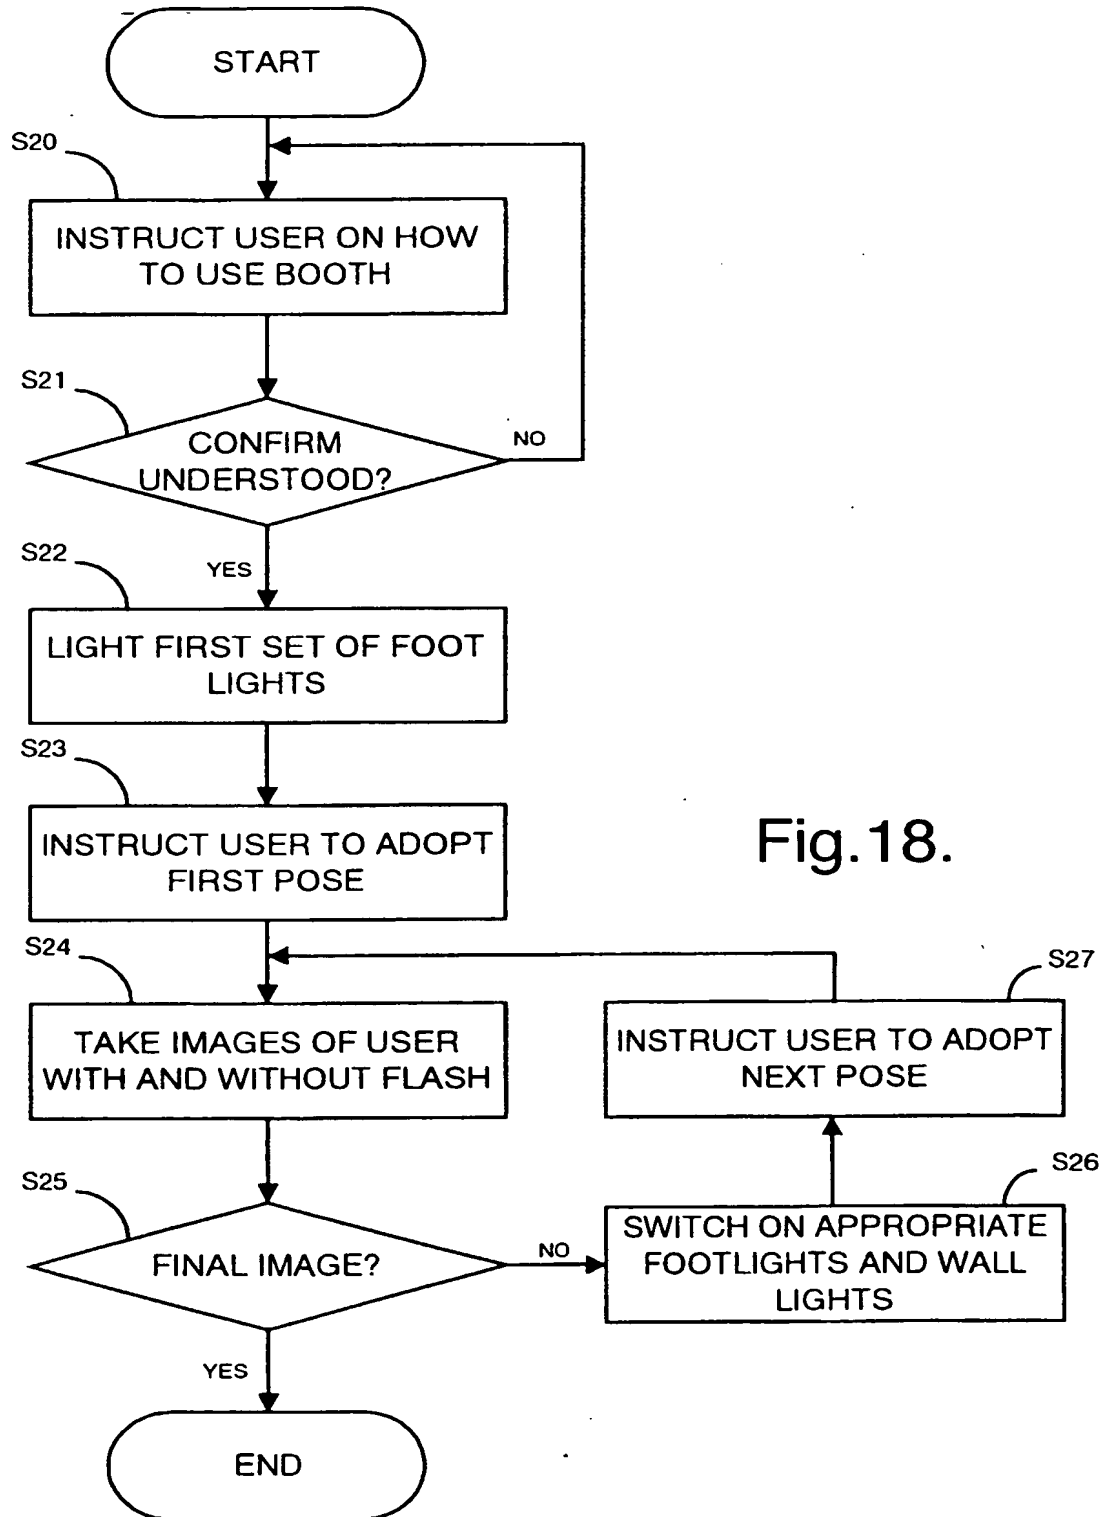 START
S20
INSTRUCT USER ON HOW
TO USE BOOTH
S21
CONFIRM
UNDERSTOOD?
NO
YES
S22
LIGHT FIRST SET OF FOOT
LIGHTS
S23
INSTRUCT USER TO ADOPT
FIRST POSE
Fig.18.
S24
TAKE IMAGES OF USER
WITH AND WITHOUT FLASH
S27
INSTRUCT USER TO ADOPT
NEXT POSE
S25
FINAL IMAGE?
NO
S26
SWITCH ON APPROPRIATE
FOOTLIGHTS AND WALL
LIGHTS
YES
END